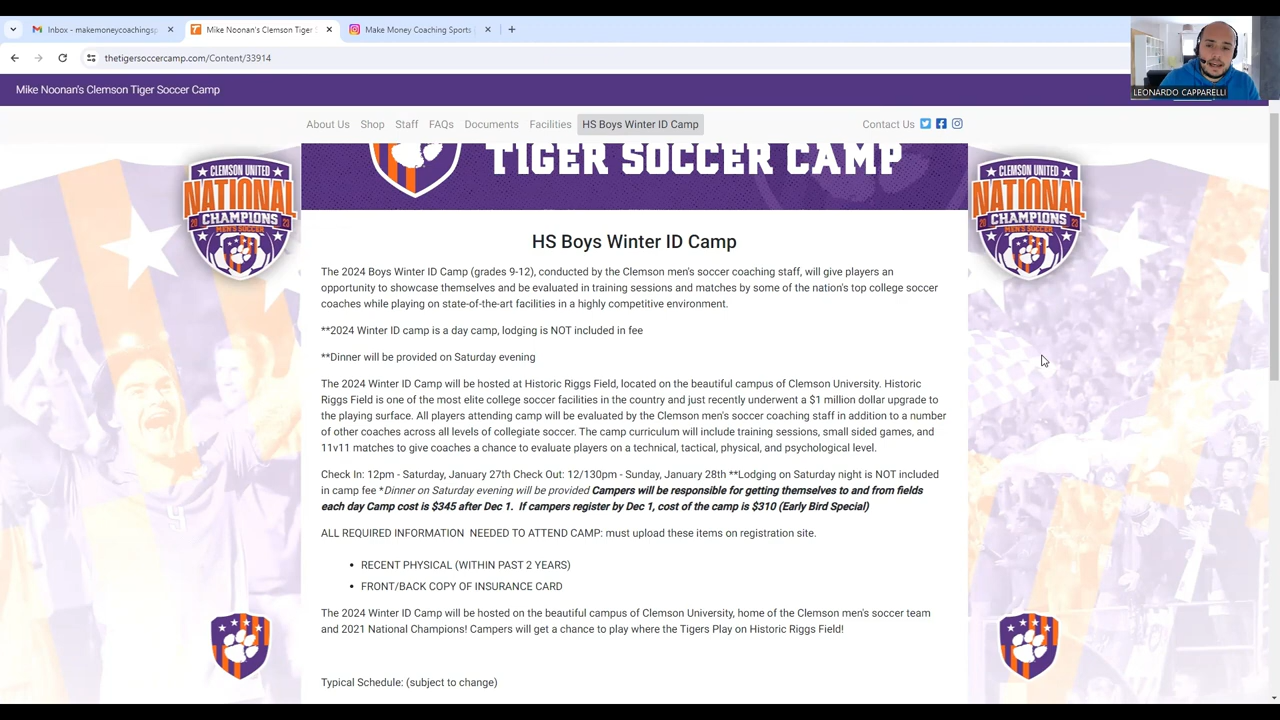 Inbox - makemoneycoachingsp
Mike Noonan's Clemson Tiger S
Make Money Coaching Sports
thetigersoccercamp.com/Content/33914
LEONARDO CAPPARELLI
Mike Noonan's Clemson Tiger Soccer Camp
About Us Shop Staff FAQs Documents Facilities HS Boys Winter ID Camp Contact Us
TIGER SOCCER CAMP
CLEMSON UNITED
NATIONAL
CHAMPIONS
20 23
MEN'S SOCCER
CLEMSON UNITED
NATIONAL
CHAMPIONS
20 23
MEN'S SOCCER
HS Boys Winter ID Camp
The 2024 Boys Winter ID Camp (grades 9-12), conducted by the Clemson men's soccer coaching staff, will give players an
opportunity to showcase themselves and be evaluated in training sessions and matches by some of the nation's top college soccer
coaches while playing on state-of-the-art facilities in a highly competitive environment.
**2024 Winter ID camp is a day camp, lodging is NOT included in fee
**Dinner will be provided on Saturday evening
The 2024 Winter ID Camp will be hosted at Historic Riggs Field, located on the beautiful campus of Clemson University. Historic
Riggs Field is one of the most elite college soccer facilities in the country and just recently underwent a $1 million dollar upgrade to
the playing surface. All players attending camp will be evaluated by the Clemson men's soccer coaching staff in addition to a number
of other coaches across all levels of collegiate soccer. The camp curriculum will include training sessions, small sided games, and
11v11 matches to give coaches a chance to evaluate players on a technical, tactical, physical, and psychological level.
Check In: 12pm - Saturday, January 27th Check Out: 12/130pm - Sunday, January 28th **Lodging on Saturday night is NOT included
in camp fee *Dinner on Saturday evening will be provided Campers will be responsible for getting themselves to and from fields
each day Camp cost is $345 after Dec 1.  If campers register by Dec 1, cost of the camp is $310 (Early Bird Special)
ALL REQUIRED INFORMATION  NEEDED TO ATTEND CAMP: must upload these items on registration site.
• RECENT PHYSICAL (WITHIN PAST 2 YEARS)
• FRONT/BACK COPY OF INSURANCE CARD
The 2024 Winter ID Camp will be hosted on the beautiful campus of Clemson University, home of the Clemson men's soccer team
and 2021 National Champions! Campers will get a chance to play where the Tigers Play on Historic Riggs Field!
Typical Schedule: (subject to change)